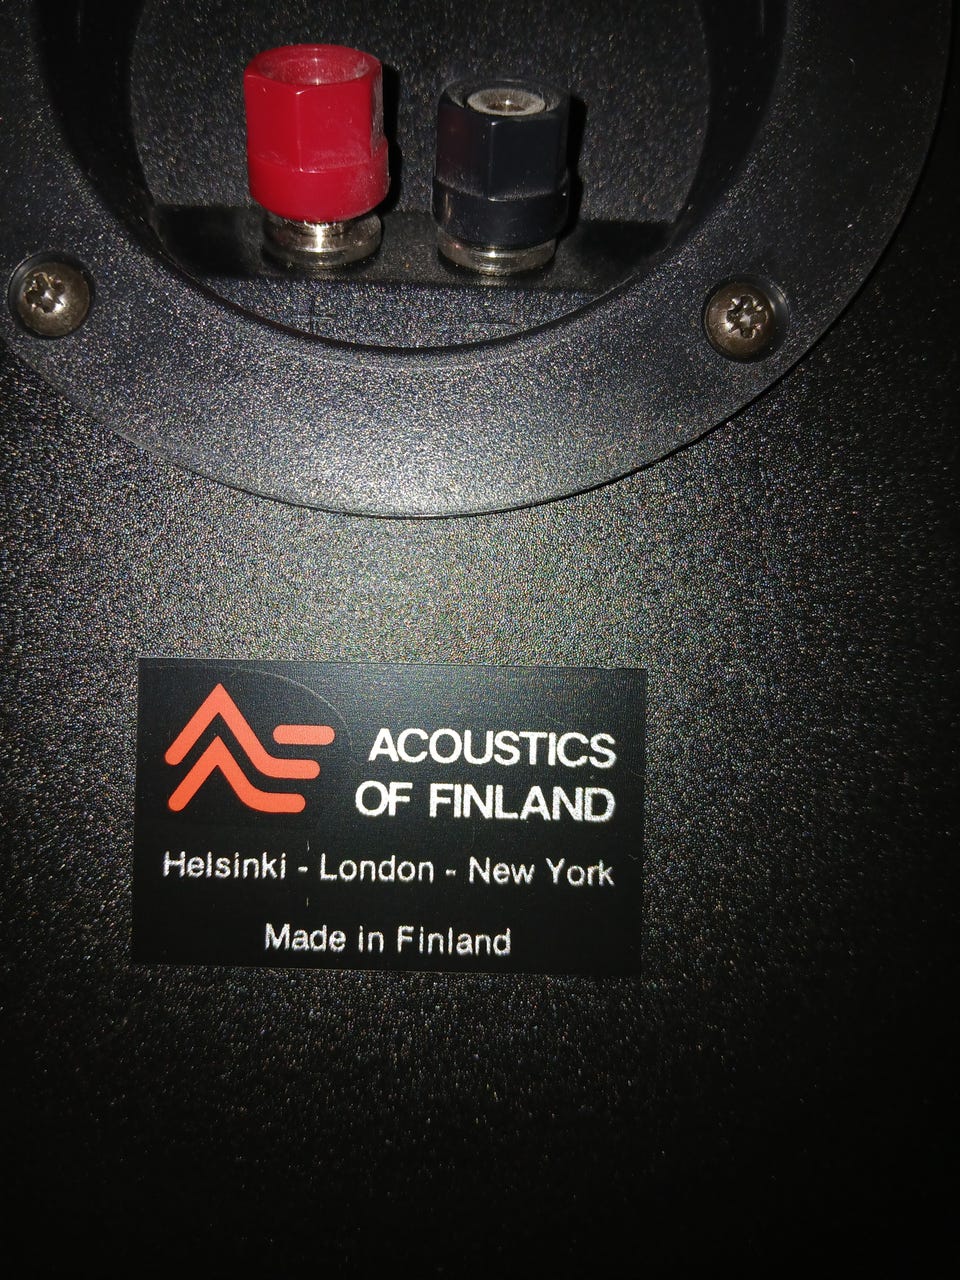 ACOUSTICS
OF FINLAND
Helsinki - London - New York
Made in Finland